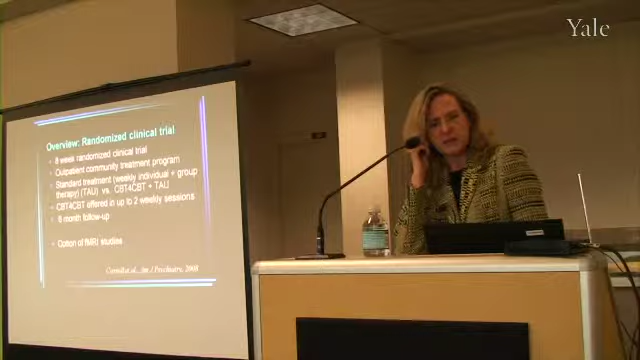 Yale
Overview: Randomized clinical trial
8 week randomized clinical trial
Outpatient community treatment program
Standard treatment (weekly individual + group
therapy) (TAU) vs. CBT4CBT + TAU
CBT4CBT offered in up to 2 weekly sessions
6 month follow-up
Option of fMRI studies
Carroll et al., Am J Psychiatry, 2008